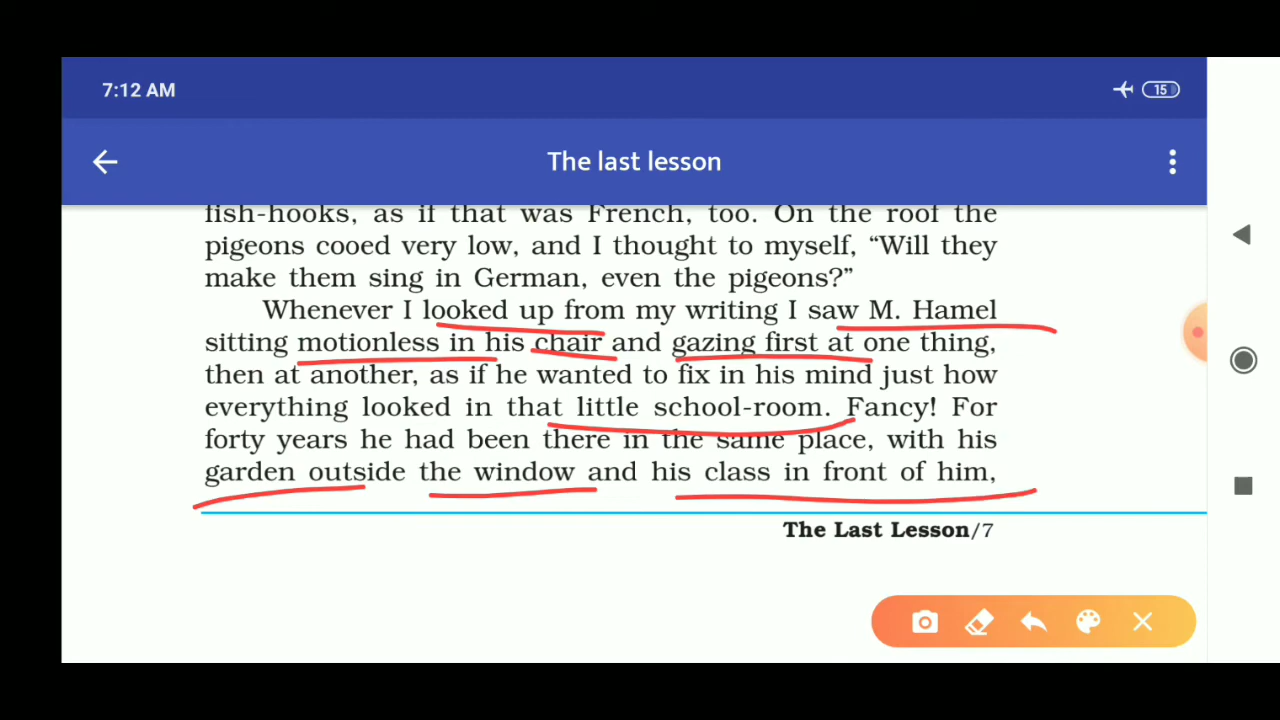 7:12 AM
15
The last lesson
fish-hooks, as if that was French, too. On the roof the
pigeons cooed very low, and I thought to myself, “Will they
make them sing in German, even the pigeons?”
Whenever I looked up from my writing I saw M. Hamel
sitting motionless in his chair and gazing first at one thing,
then at another, as if he wanted to fix in his mind just how
everything looked in that little school-room. Fancy! For
forty years he had been there in the same place, with his
garden outside the window and his class in front of him,
The Last Lesson/7